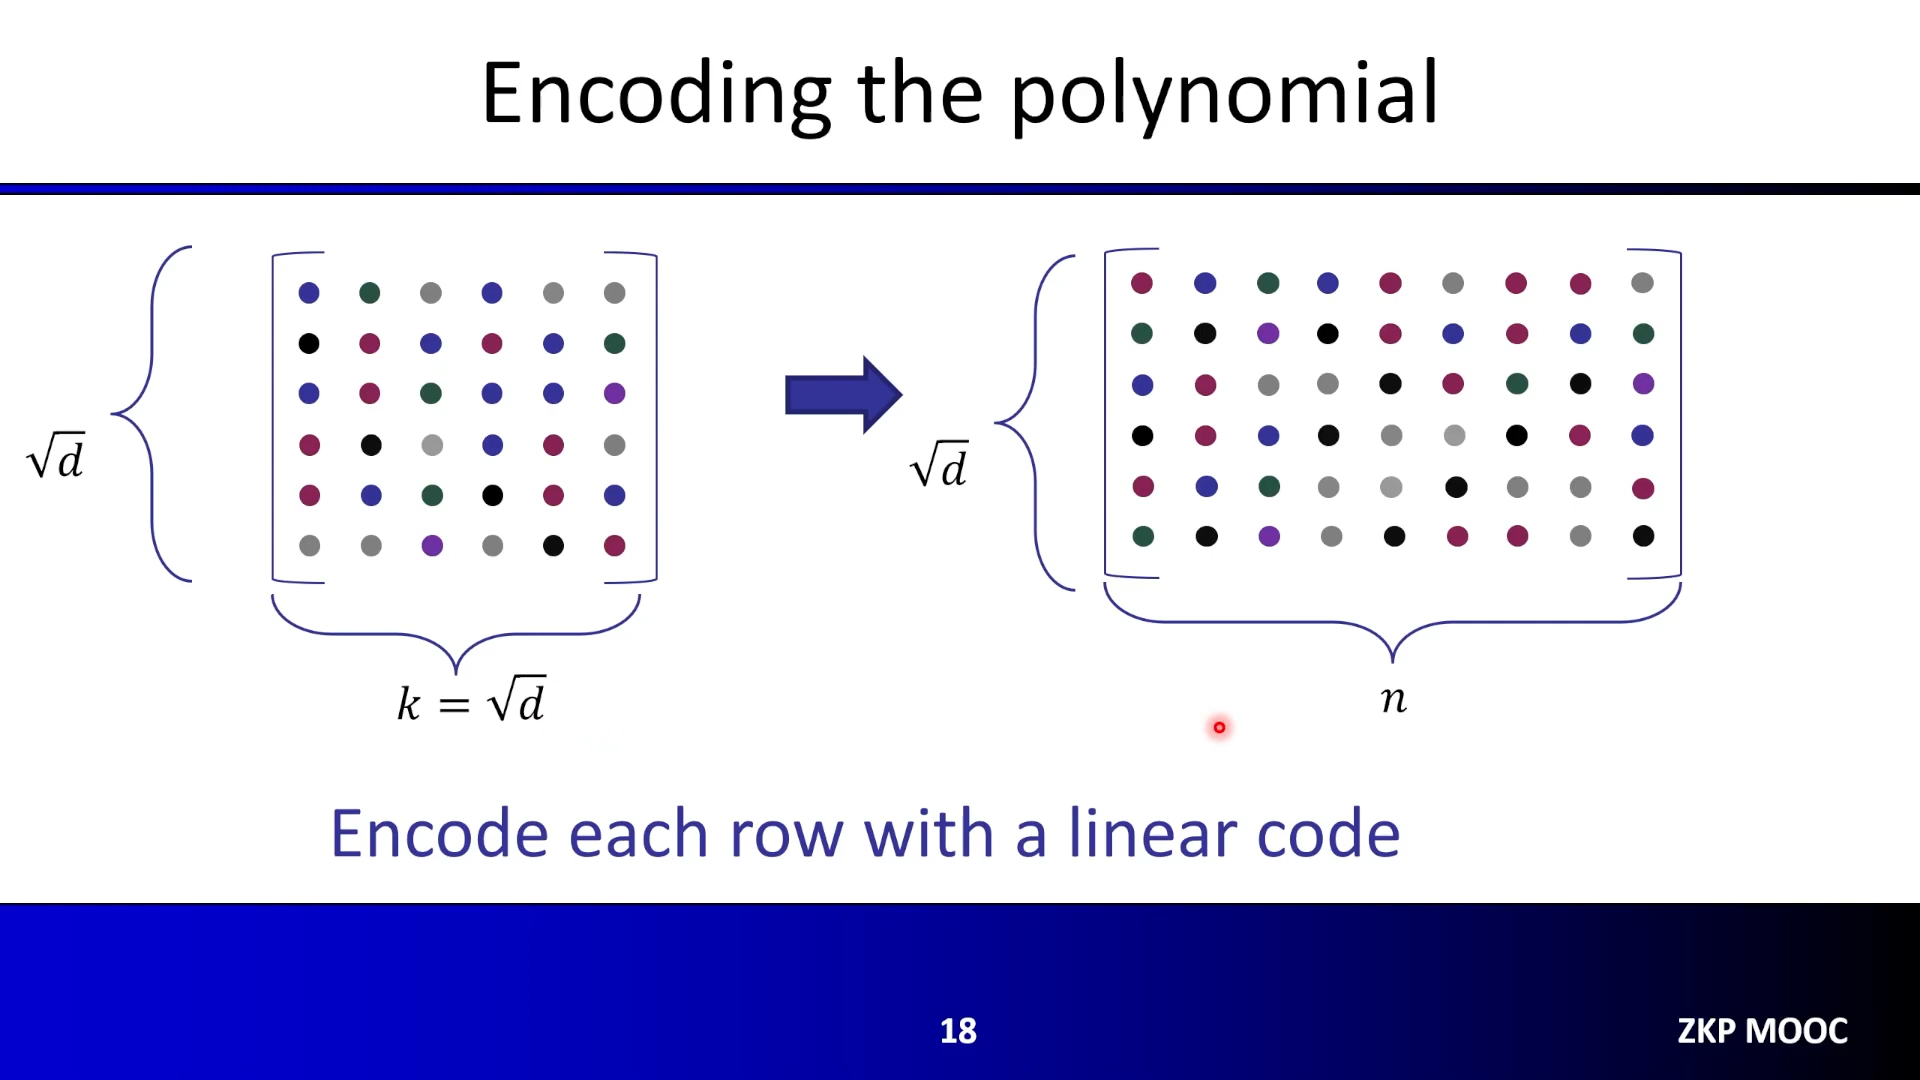 Encoding the polynomial
√d
√d
k = √d
n
Encode each row with a linear code
18
ZKP MOOC